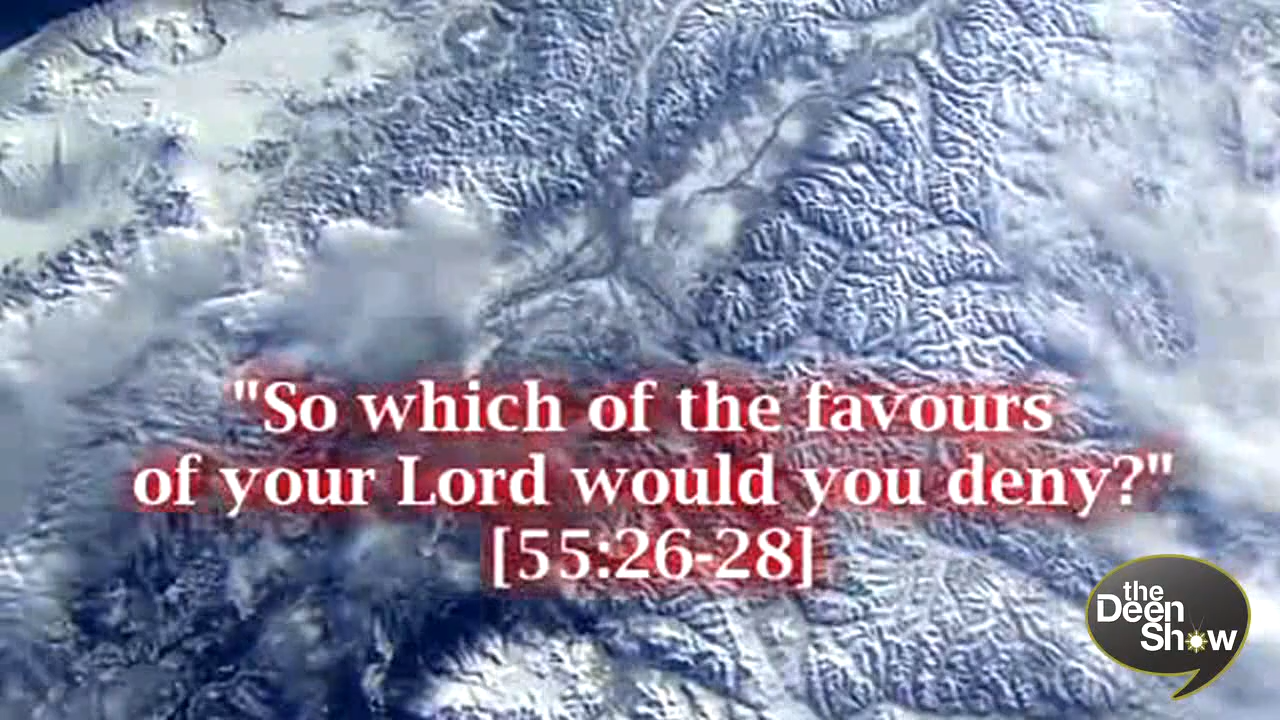 "So which of the favours
of your Lord would you deny?"
[55:26-28]
the
Deen
Show